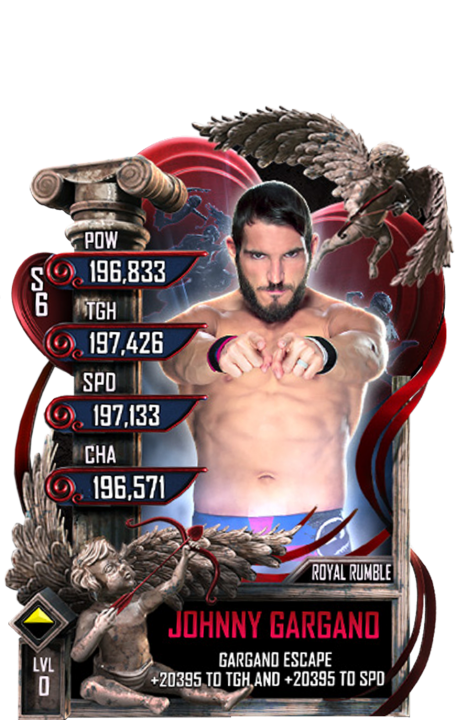 POW
196,833
S
6
TGH
197,426
SPD
197,133
CHA
196,571
ROYAL RUMBLE
JOHNNY GARGANO
GARGANO ESCAPE
+20395 TO TGH AND +20395 TO SPD
LVL
0